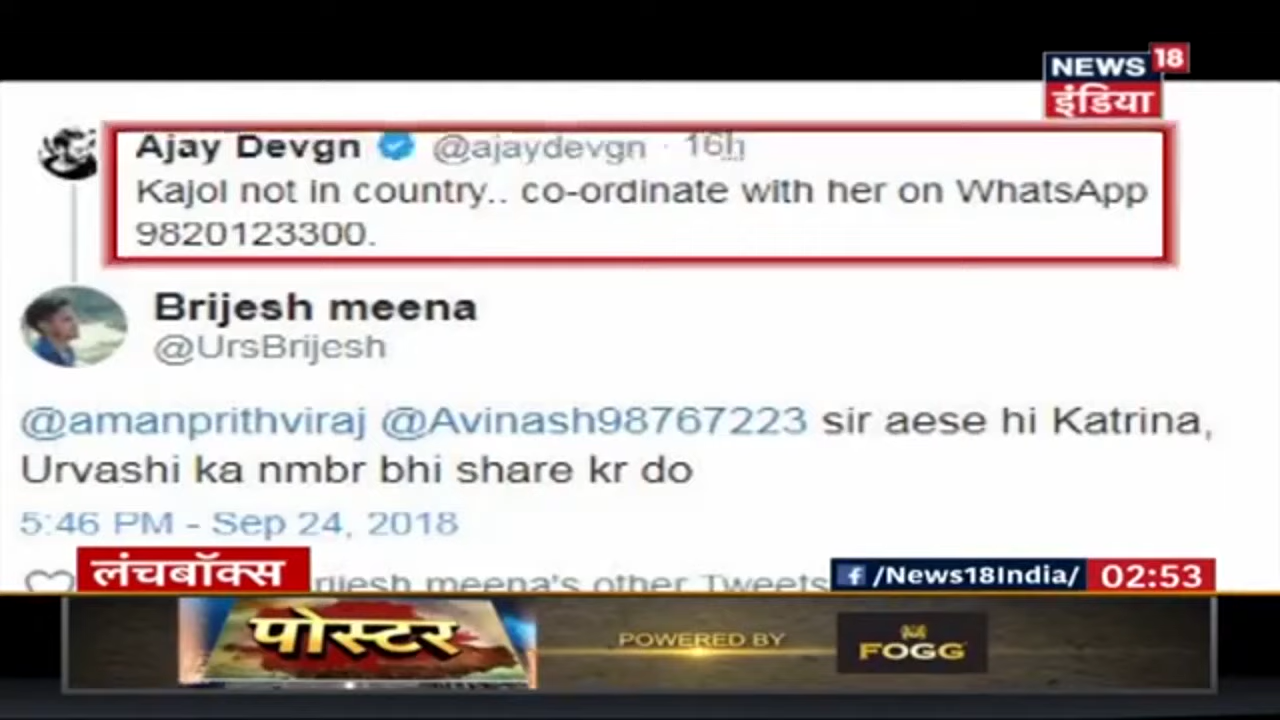 NEWS 18
इंडिया
Ajay Devgn @ajaydevgn · 16h
Kajol not in country.. co-ordinate with her on WhatsApp
9820123300.
Brijesh meena
@UrsBrijesh
@amanprithviraj @Avinash98767223 sir aese hi Katrina,
Urvashi ka nmbr bhi share kr do
5:46 PM - Sep 24, 2018
rijesh meena's other Tweets
लंचबॉक्स
/News18India/ 02:53
पोस्टर POWERED BY FOGG